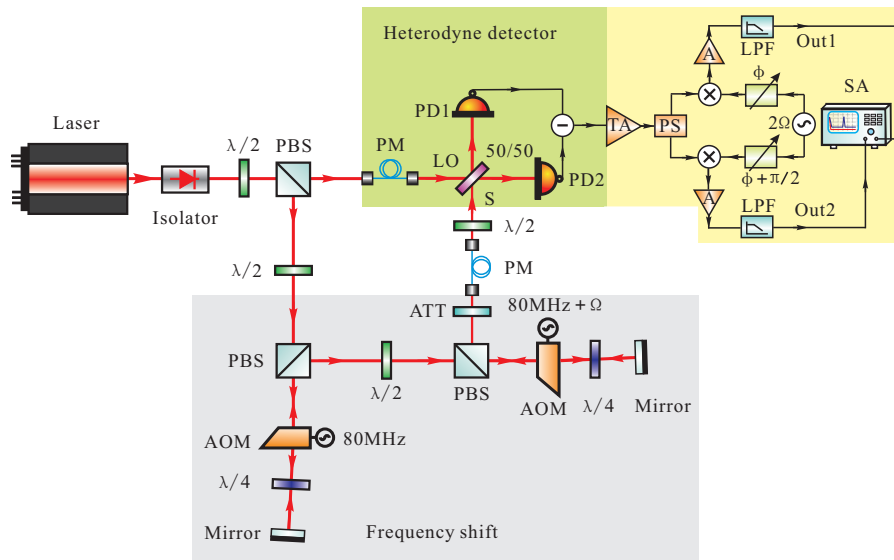 Heterodyne detector
LPF
Out1
A
Laser
λ/2
PBS
PM
PD1
LO
50/50
TA
PS
ϕ
SA
2Ω
Isolator
S
PD2
ϕ+π/2
λ/2
A
LPF
Out2
λ/2
PM
ATT
80MHz+Ω
PBS
λ/2
PBS
AOM
λ/4
Mirror
AOM
80MHz
λ/4
Mirror
Frequency shift